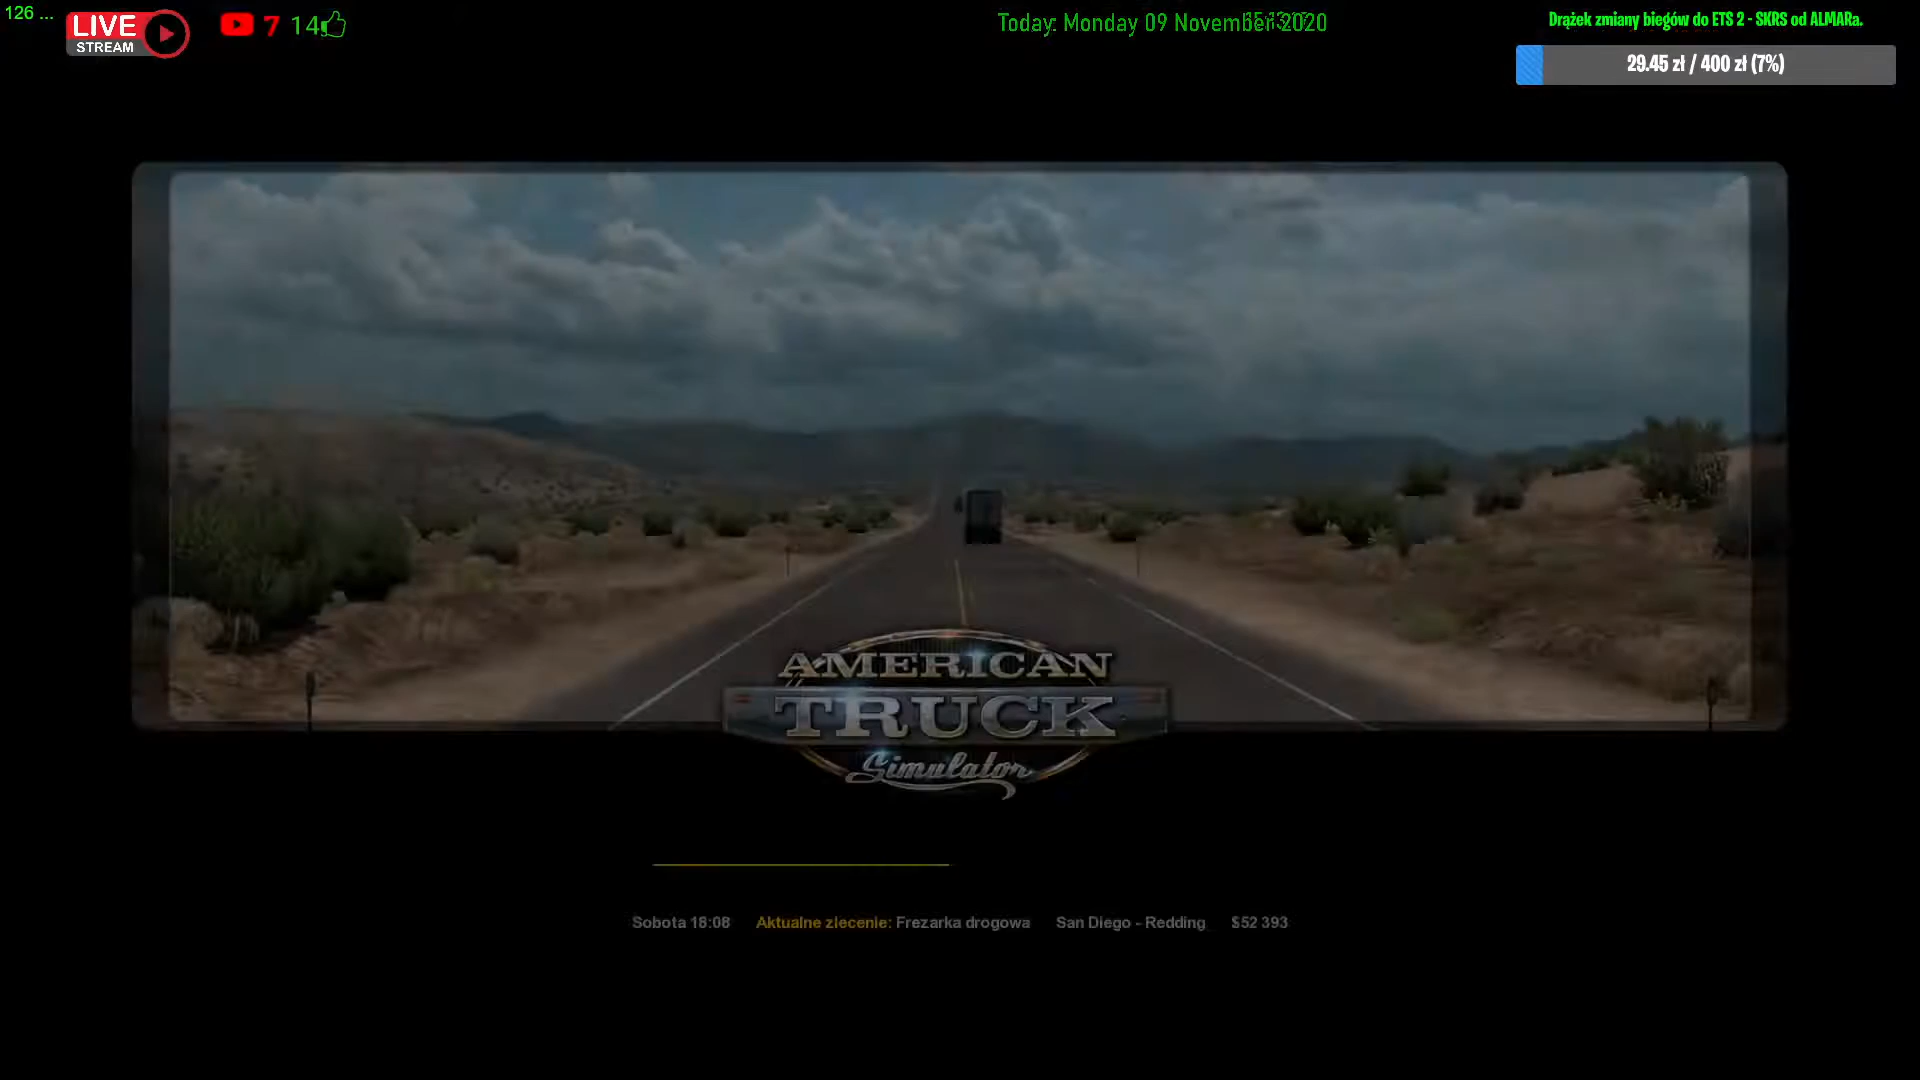 126 ...
LIVE
STREAM
7
14
Today: Monday 09 November 2020
Drążek zmiany biegów do ETS 2 - SKRS od ALMARa.
29.45 zł / 400 zł (7%)
AMERICAN
TRUCK
Simulator
Sobota 18:08 Aktualne zlecenie: Frezarka drogowa San Diego - Redding $52 393